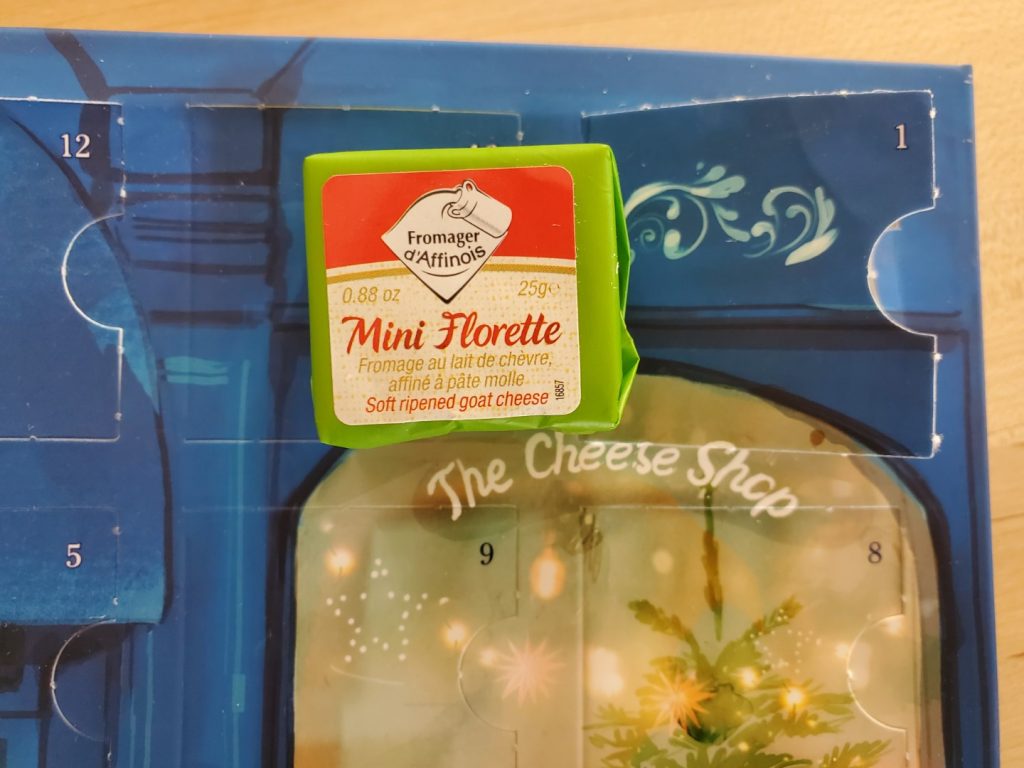 12
1
Fromager
d'Affinois
0.88 oz
25g℮
Mini Florette
Fromage au lait de chèvre,
affiné à pâte molle
Soft ripened goat cheese
16857
The Cheese Shop
5
9
8